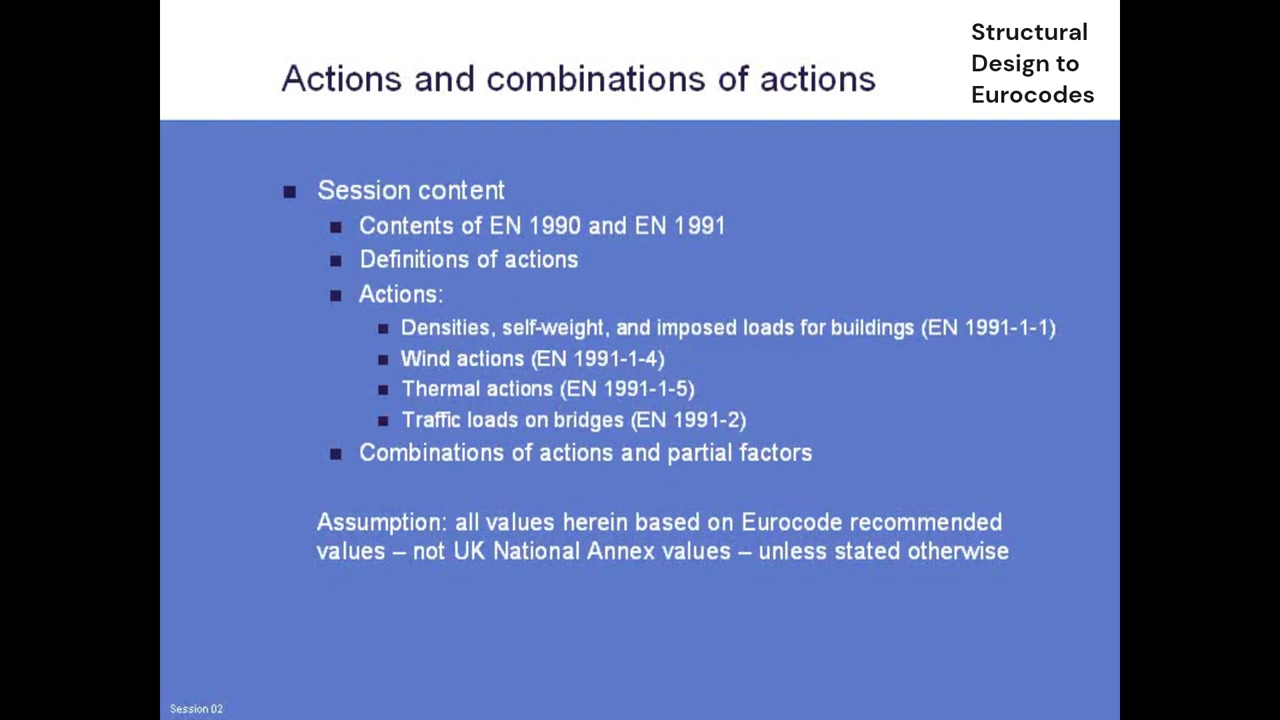 Actions and combinations of actions
Structural
Design to
Eurocodes
Session content
Contents of EN 1990 and EN 1991
Definitions of actions
Actions:
Densities, self-weight, and imposed loads for buildings (EN 1991-1-1)
Wind actions (EN 1991-1-4)
Thermal actions (EN 1991-1-5)
Traffic loads on bridges (EN 1991-2)
Combinations of actions and partial factors
Assumption: all values herein based on Eurocode recommended
values – not UK National Annex values – unless stated otherwise
Session 02